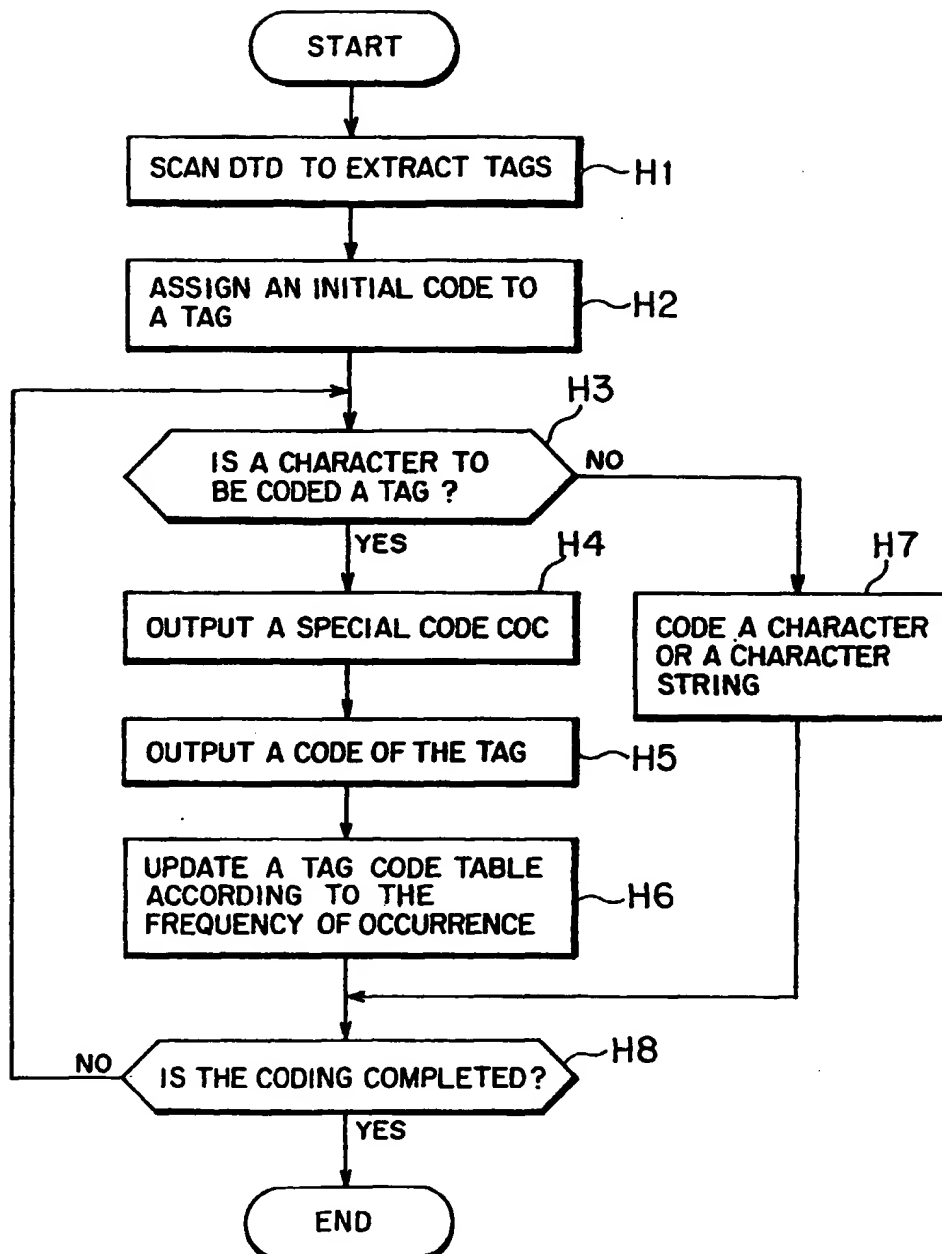 START
SCAN DTD TO EXTRACT TAGS
H1
ASSIGN AN INITIAL CODE TO
A TAG
H2
H3
IS A CHARACTER TO
BE CODED A TAG ?
NO
YES
H4
H7
OUTPUT A SPECIAL CODE COC
CODE A CHARACTER
OR A CHARACTER
STRING
OUTPUT A CODE OF THE TAG
H5
UPDATE A TAG CODE TABLE
ACCORDING TO THE
FREQUENCY OF OCCURRENCE
H6
H8
NO
IS THE CODING COMPLETED?
YES
END